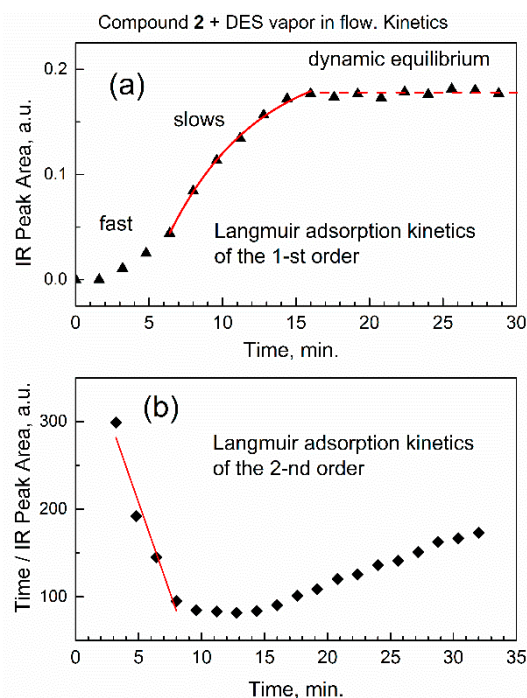 Compound 2 + DES vapor in flow. Kinetics
(a)
dynamic equilibrium
slows
fast
Langmuir adsorption kinetics
of the 1-st order
IR Peak Area, a.u.
0.2
0.1
0.0
0 5 10 15 20 25 30
Time, min.
(b)
Langmuir adsorption kinetics
of the 2-nd order
Time / IR Peak Area, a.u.
300
200
100
0 5 10 15 20 25 30 35
Time, min.